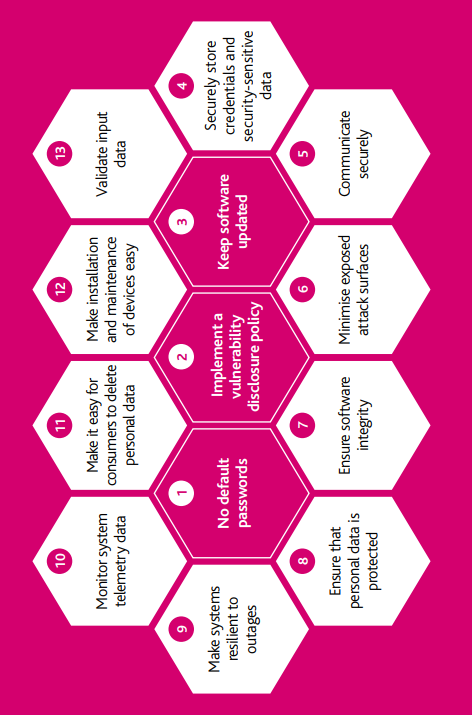 1
No default
passwords
2
Implement a
vulnerability
disclosure policy
3
Keep software
updated
4
Securely store
credentials and
security-sensitive
data
5
Communicate
securely
6
Minimise exposed
attack surfaces
7
Ensure software
integrity
8
Ensure that
personal data is
protected
9
Make systems
resilient to
outages
10
Monitor system
telemetry data
11
Make it easy for
consumers to delete
personal data
12
Make installation
and maintenance
of devices easy
13
Validate input
data